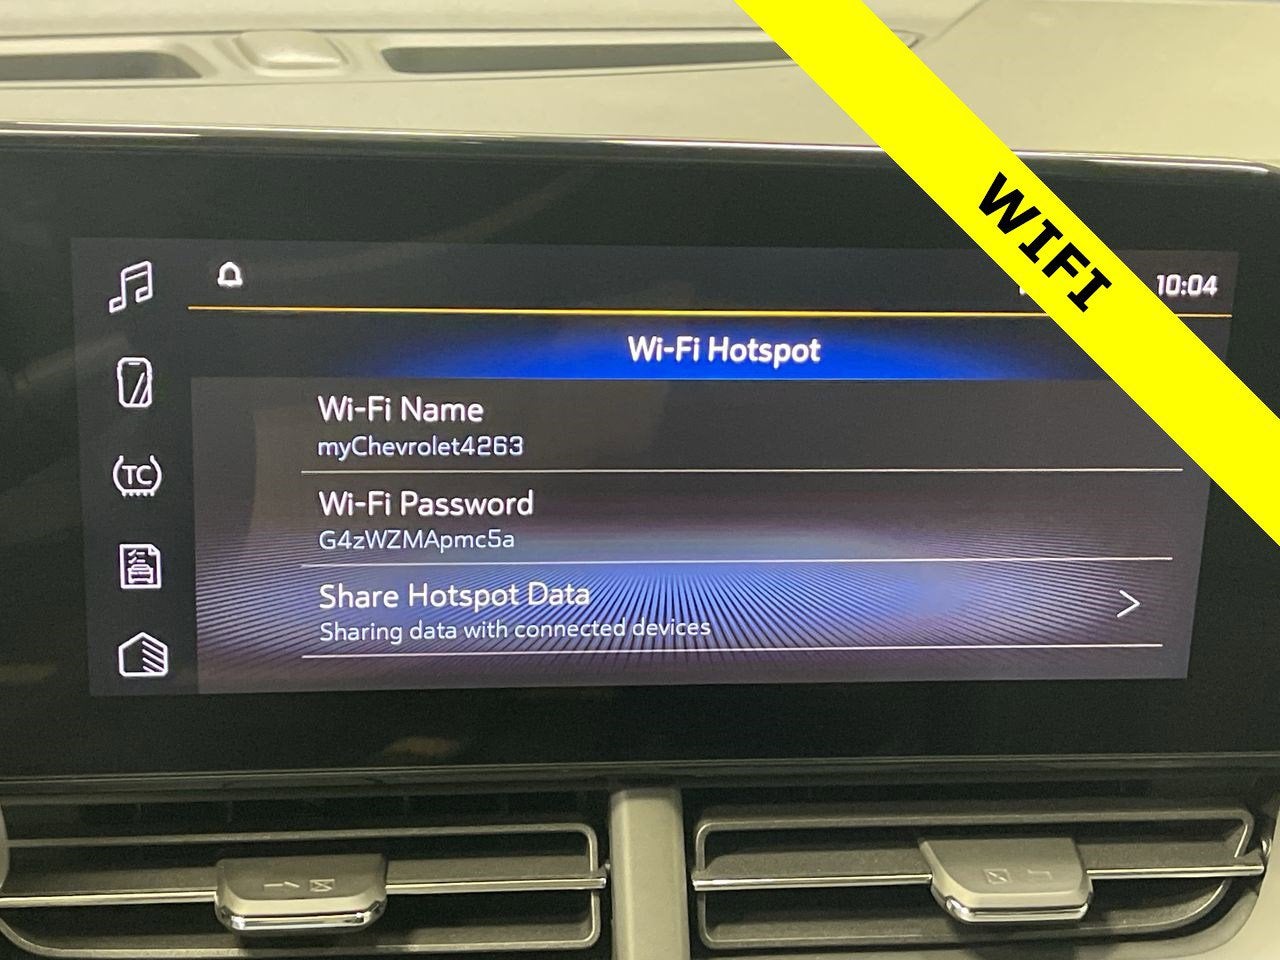 WIFI
10:04
Wi-Fi Hotspot
Wi-Fi Name
myChevrolet4263
Wi-Fi Password
G4zWZMApmc5a
Share Hotspot Data
Sharing data with connected devices
TC